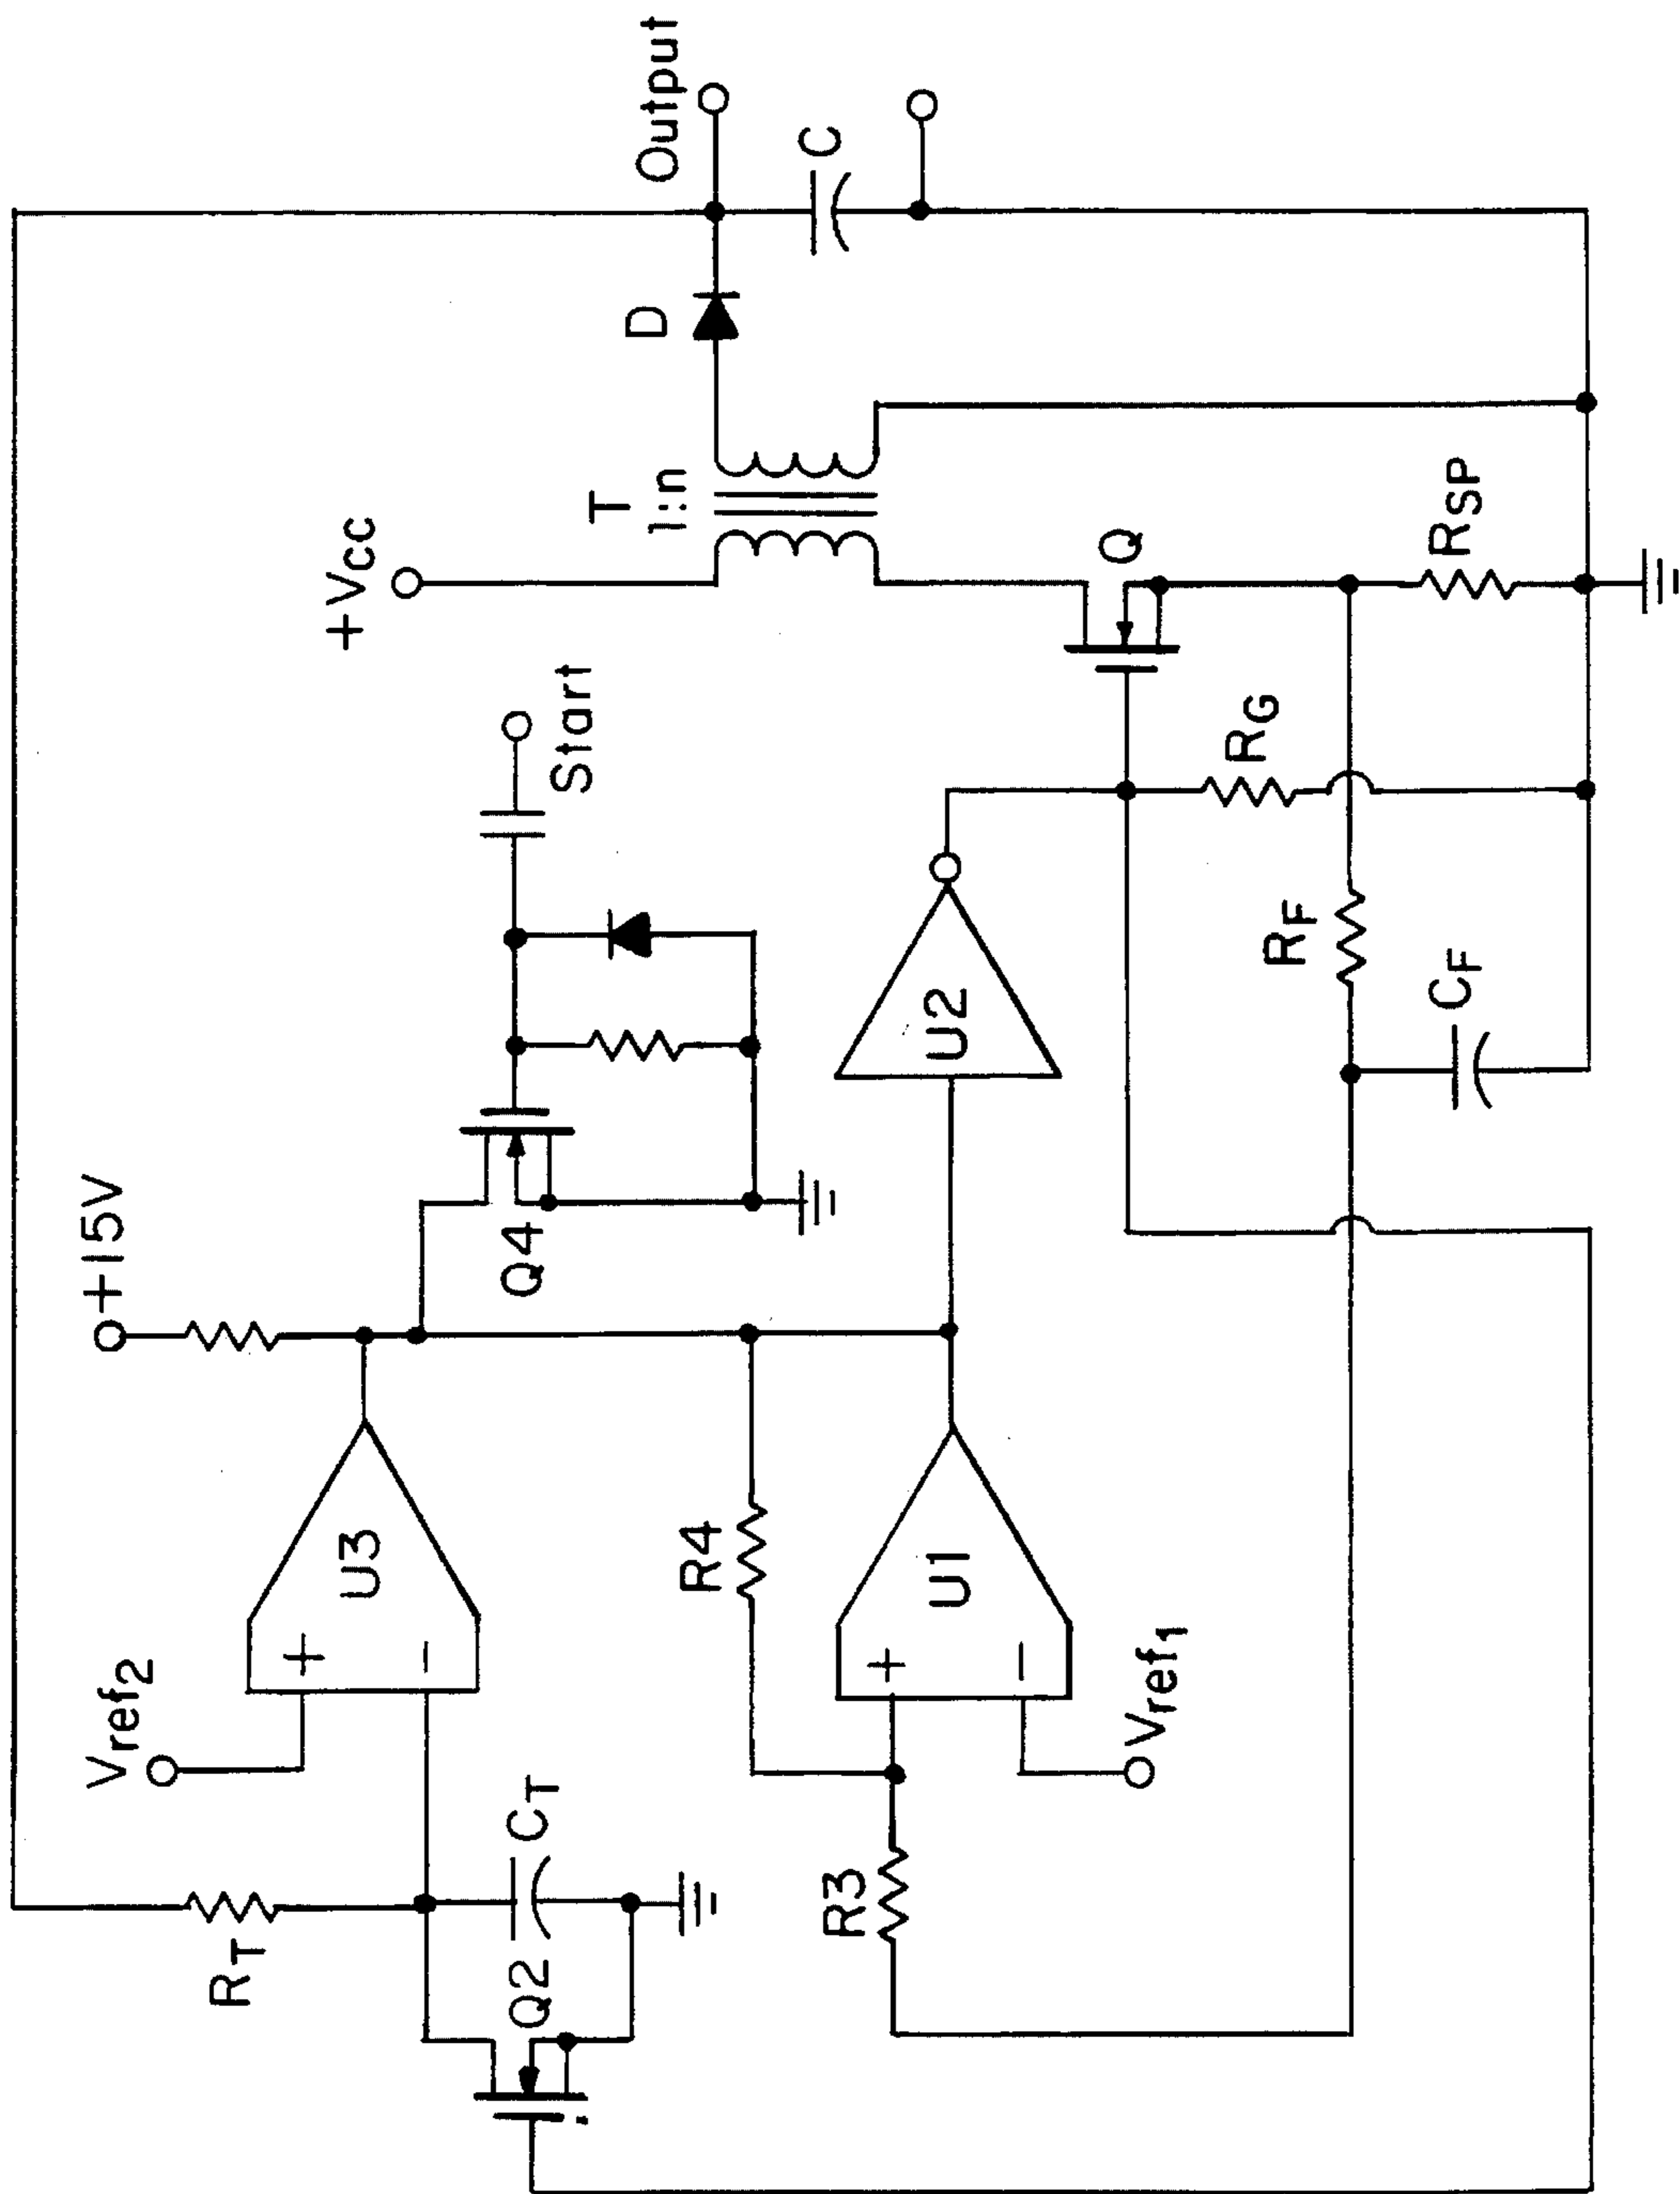 Output
C
D
T
1:n
+Vcc
Start
Q
RSP
RG
RF
CF
U2
+15V
Q4
U3
+
−
Vref2
R4
U1
+
−
Vref1
RT
CT
Q2
R3